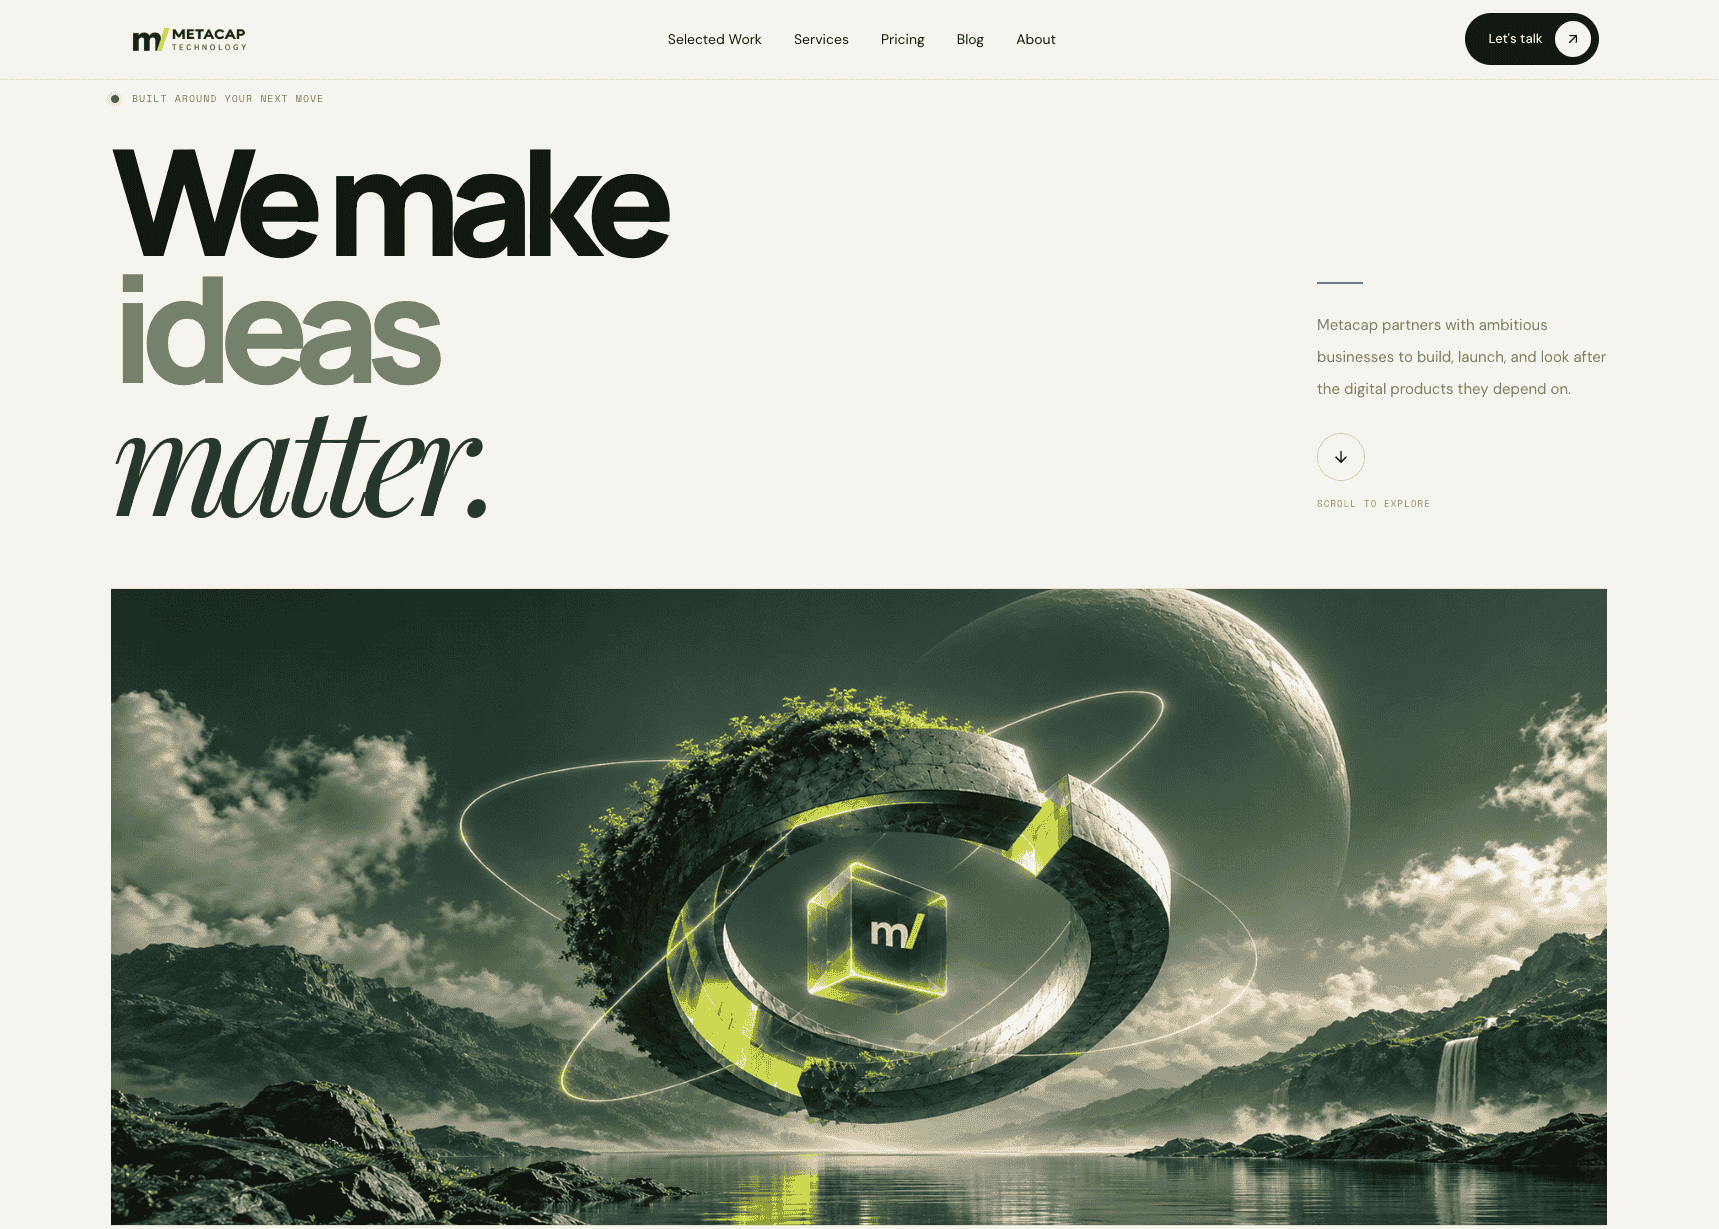 m/ METACAP
TECHNOLOGY
Selected Work
Services
Pricing
Blog
About
Let's talk
BUILT AROUND YOUR NEXT MOVE
We make
ideas
matter.
Metacap partners with ambitious
businesses to build, launch, and look after
the digital products they depend on.
SCROLL TO EXPLORE
m/